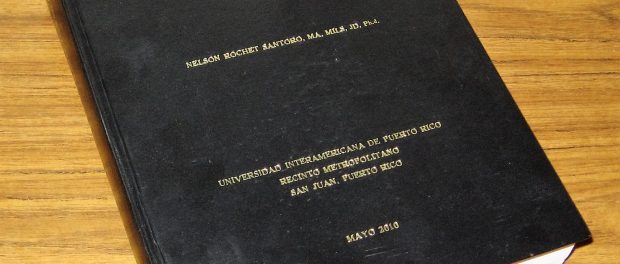 NELSON ROCHET SANTORO, MA, MILS, JD, Ph.d.
UNIVERSIDAD INTERAMERICANA DE PUERTO RICO
RECINTO METROPOLITANO
SAN JUAN, PUERTO RICO
MAYO 2010